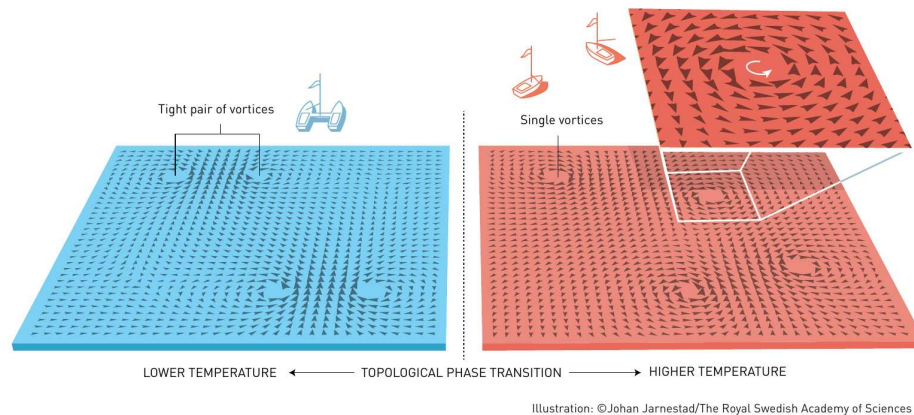 Tight pair of vortices
Single vortices
LOWER TEMPERATURE
TOPOLOGICAL PHASE TRANSITION
HIGHER TEMPERATURE
Illustration: ©Johan Jarnestad/The Royal Swedish Academy of Sciences